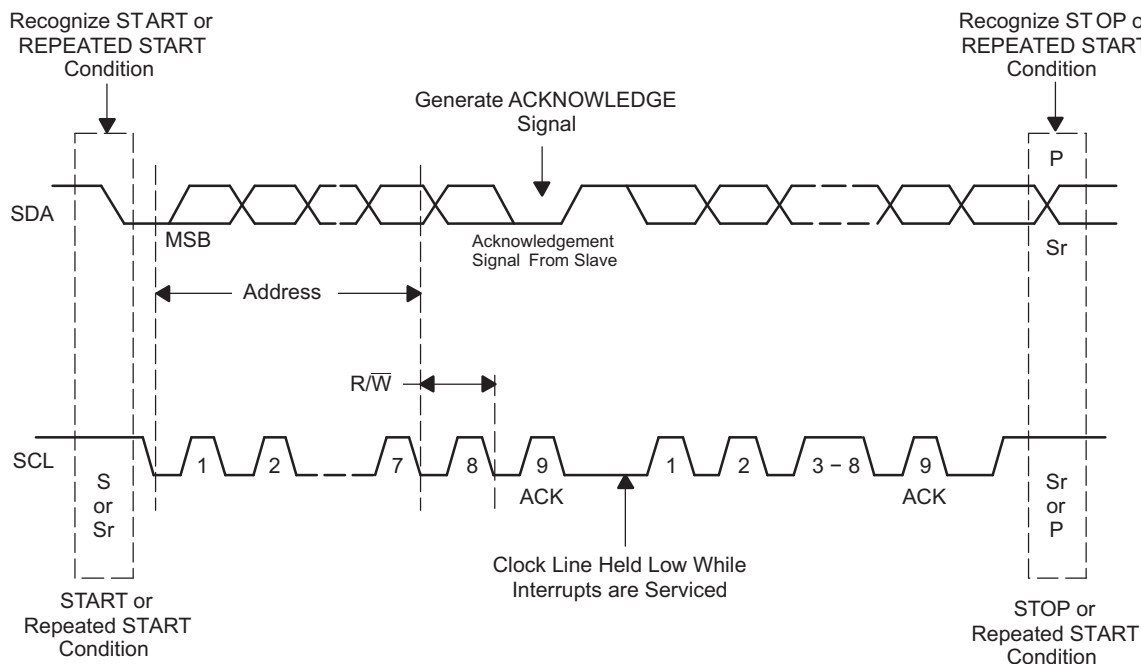 Recognize START or
REPEATED START
Condition
Recognize STOP o
REPEATED START
Condition
Generate ACKNOWLEDGE
Signal
P
SDA
MSB
Acknowledgement
Signal From Slave
Sr
Address
R/W̅
SCL
1
2
7
8
9
1
2
3 – 8
9
ACK
ACK
S
or
Sr
Sr
or
P
Clock Line Held Low While
Interrupts are Serviced
START or
Repeated START
Condition
STOP or
Repeated START
Condition